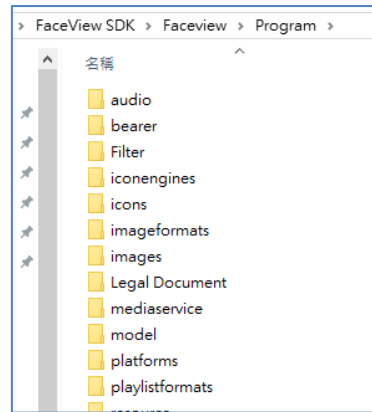 > FaceView SDK > Faceview > Program >
名稱
audio
bearer
Filter
iconengines
icons
imageformats
images
Legal Document
mediaservice
model
platforms
playlistformats